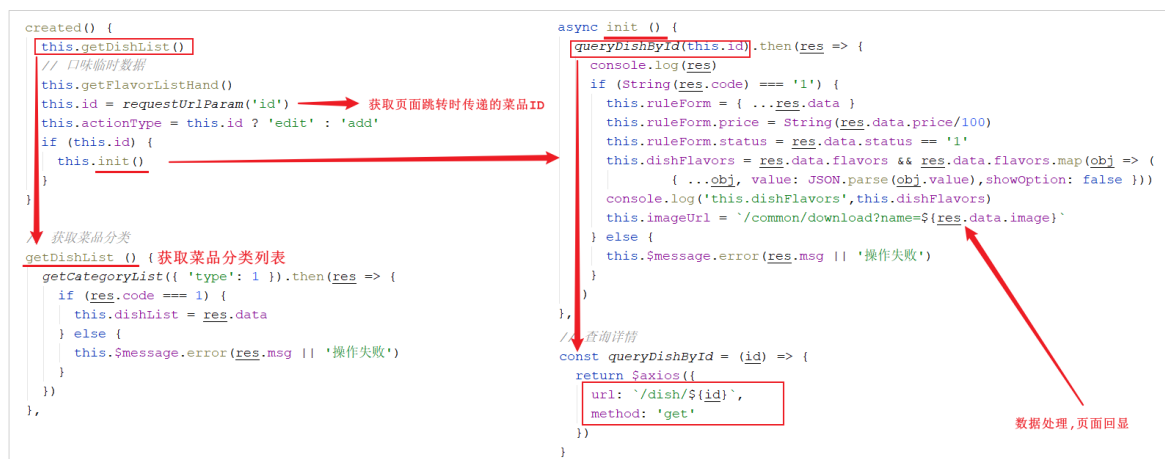 created() {
this.getDishList()
// 口味临时数据
this.getFlavorListHand()
this.id = requestUrlParam('id')
获取页面跳转时传递的菜品ID
this.actionType = this.id ? 'edit' : 'add'
if (this.id) {
this.init()
}
}
// 获取菜品分类
getDishList () {
获取菜品分类列表
getCategoryList({ 'type': 1 }).then(res => {
if (res.code === 1) {
this.dishList = res.data
} else {
this.$message.error(res.msg || '操作失败')
}
})
},
async init () {
queryDishById(this.id).then(res => {
console.log(res)
if (String(res.code) === '1') {
this.ruleForm = { ...res.data }
this.ruleForm.price = String(res.data.price/100)
this.ruleForm.status = res.data.status == '1'
this.dishFlavors = res.data.flavors && res.data.flavors.map(obj => (
{ ...obj, value: JSON.parse(obj.value),showOption: false }))
console.log('this.dishFlavors',this.dishFlavors)
this.imageUrl = `/common/download?name=${res.data.image}`
} else {
this.$message.error(res.msg || '操作失败')
}
)
},
// 查询详情
const queryDishById = (id) => {
return $axios({
url: `/dish/${id}`,
method: 'get'
})
}
数据处理,页面回显